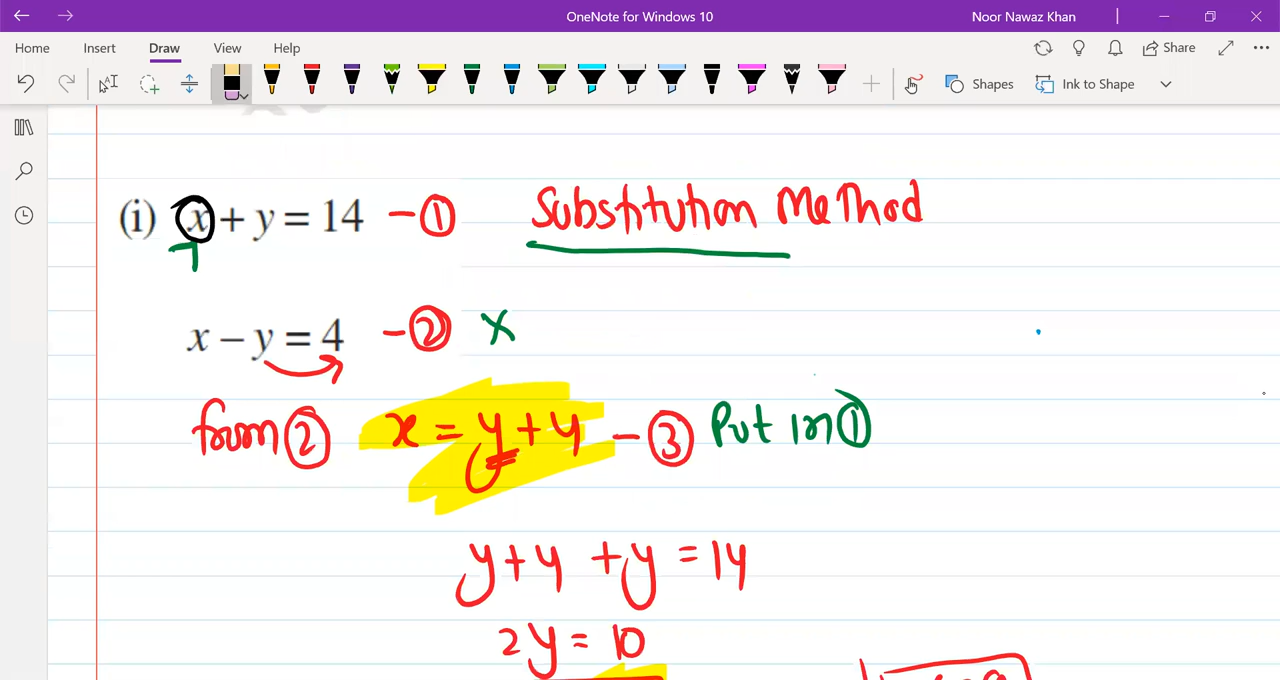 OneNote for Windows 10
Noor Nawaz Khan
Home Insert Draw View Help
Share
Shapes
Ink to Shape
(i) x + y = 14 - ① Substitution Method
x − y = 4 - ② x
from ② x = y + 4 - ③ Put in ①
y + 4 + y = 14
2y = 10